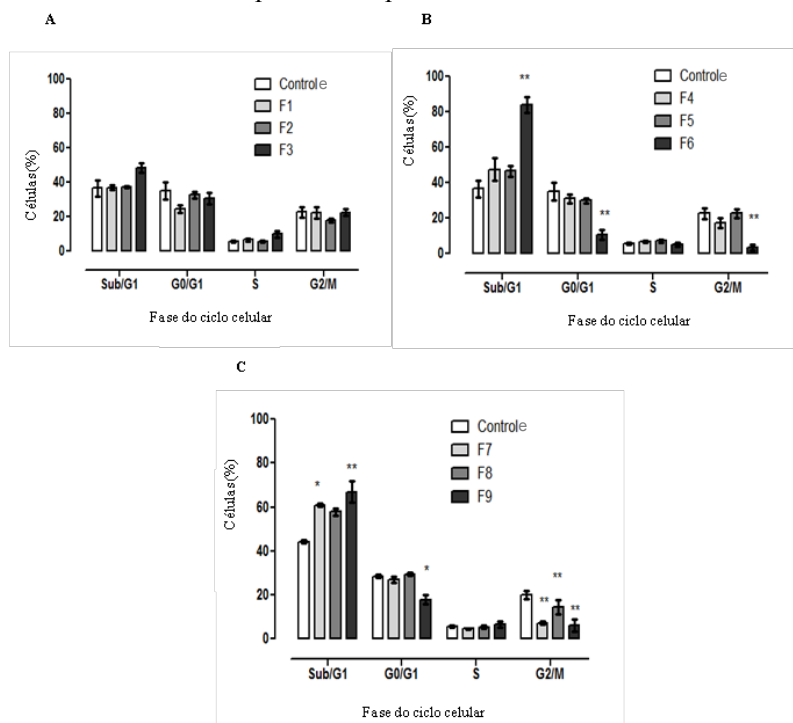 A
B
100
80
60
40
20
0
Células(%)
Controle
F1
F2
F3
Sub/G1 G0/G1 S G2/M
Fase do ciclo celular
100
80
60
40
20
0
Células(%)
**
**
**
Controle
F4
F5
F6
Sub/G1 G0/G1 S G2/M
Fase do ciclo celular
C
100
80
60
40
20
0
Células(%)
* **
*
**
** **
Controle
F7
F8
F9
Sub/G1 G0/G1 S G2/M
Fase do ciclo celular